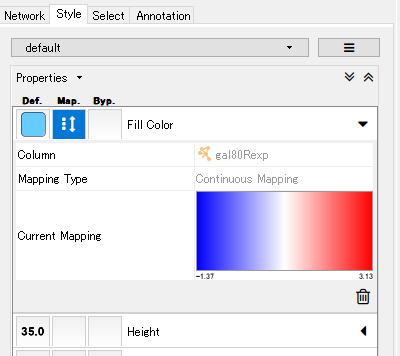 Network Style Select Annotation
default
Properties
Def. Map. Byp.
Fill Color
Column gal80Rexp
Mapping Type Continuous Mapping
Current Mapping
-1.37 3.13
35.0 Height